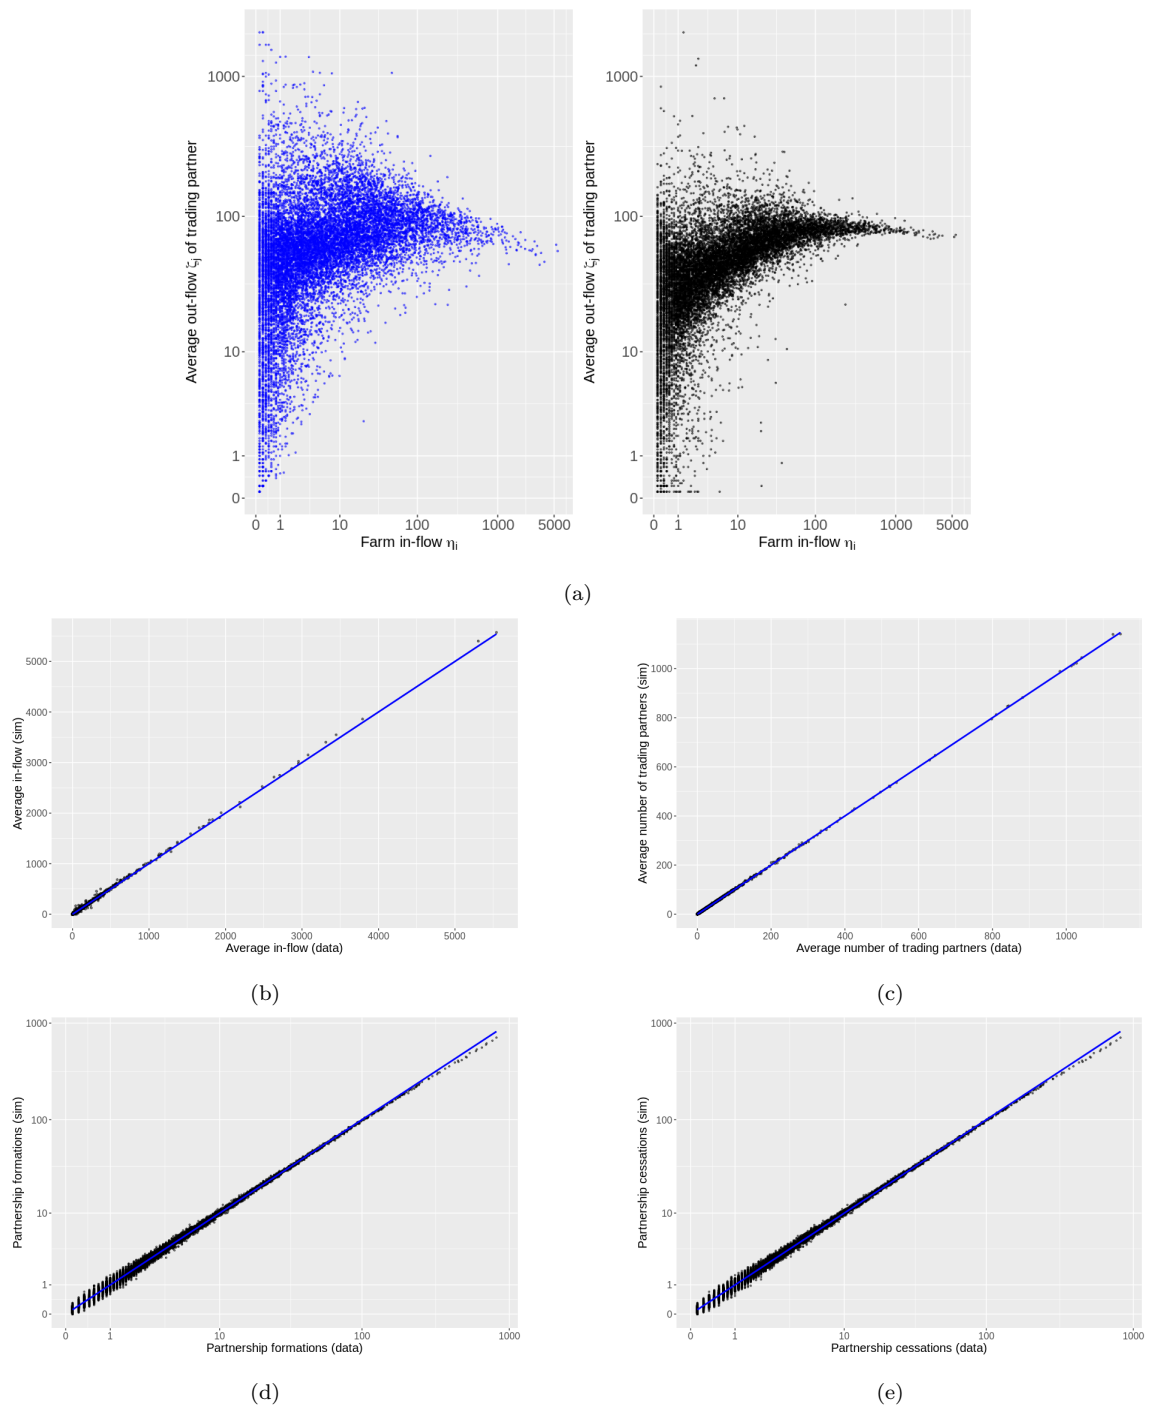 Average out-flow ζj of trading partner
1000
100
10
1
0
0 1 10 100 1000 5000
Farm in-flow ηi
Average out-flow ζj of trading partner
1000
100
10
1
0
0 1 10 100 1000 5000
Farm in-flow ηi
(a)
Average in-flow (sim)
5000
4000
3000
2000
1000
0
0 1000 2000 3000 4000 5000
Average in-flow (data)
(b)
Average number of trading partners (sim)
1000
800
600
400
200
0
0 200 400 600 800 1000
Average number of trading partners (data)
(c)
Partnership formations (sim)
1000
100
10
1
0
0 1 10 100 1000
Partnership formations (data)
(d)
Partnership cessations (sim)
1000
100
10
1
0
0 1 10 100 1000
Partnership cessations (data)
(e)